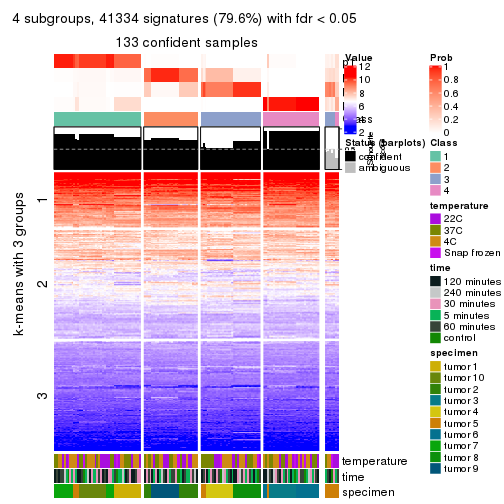 4 subgroups, 41334 signatures (79.6%) with fdr < 0.05
133 confident samples
k-means with 3 groups
1
2
3
Value
12
10
8
6
4
2
Status (barplots)
confident
ambiguous
Prob
1
0.8
0.6
0.4
0.2
0
Class
1
2
3
4
temperature
22C
37C
4C
Snap frozen
time
120 minutes
240 minutes
30 minutes
5 minutes
60 minutes
control
specimen
tumor 1
tumor 10
tumor 2
tumor 3
tumor 4
tumor 5
tumor 6
tumor 7
tumor 8
tumor 9
temperature
time
specimen